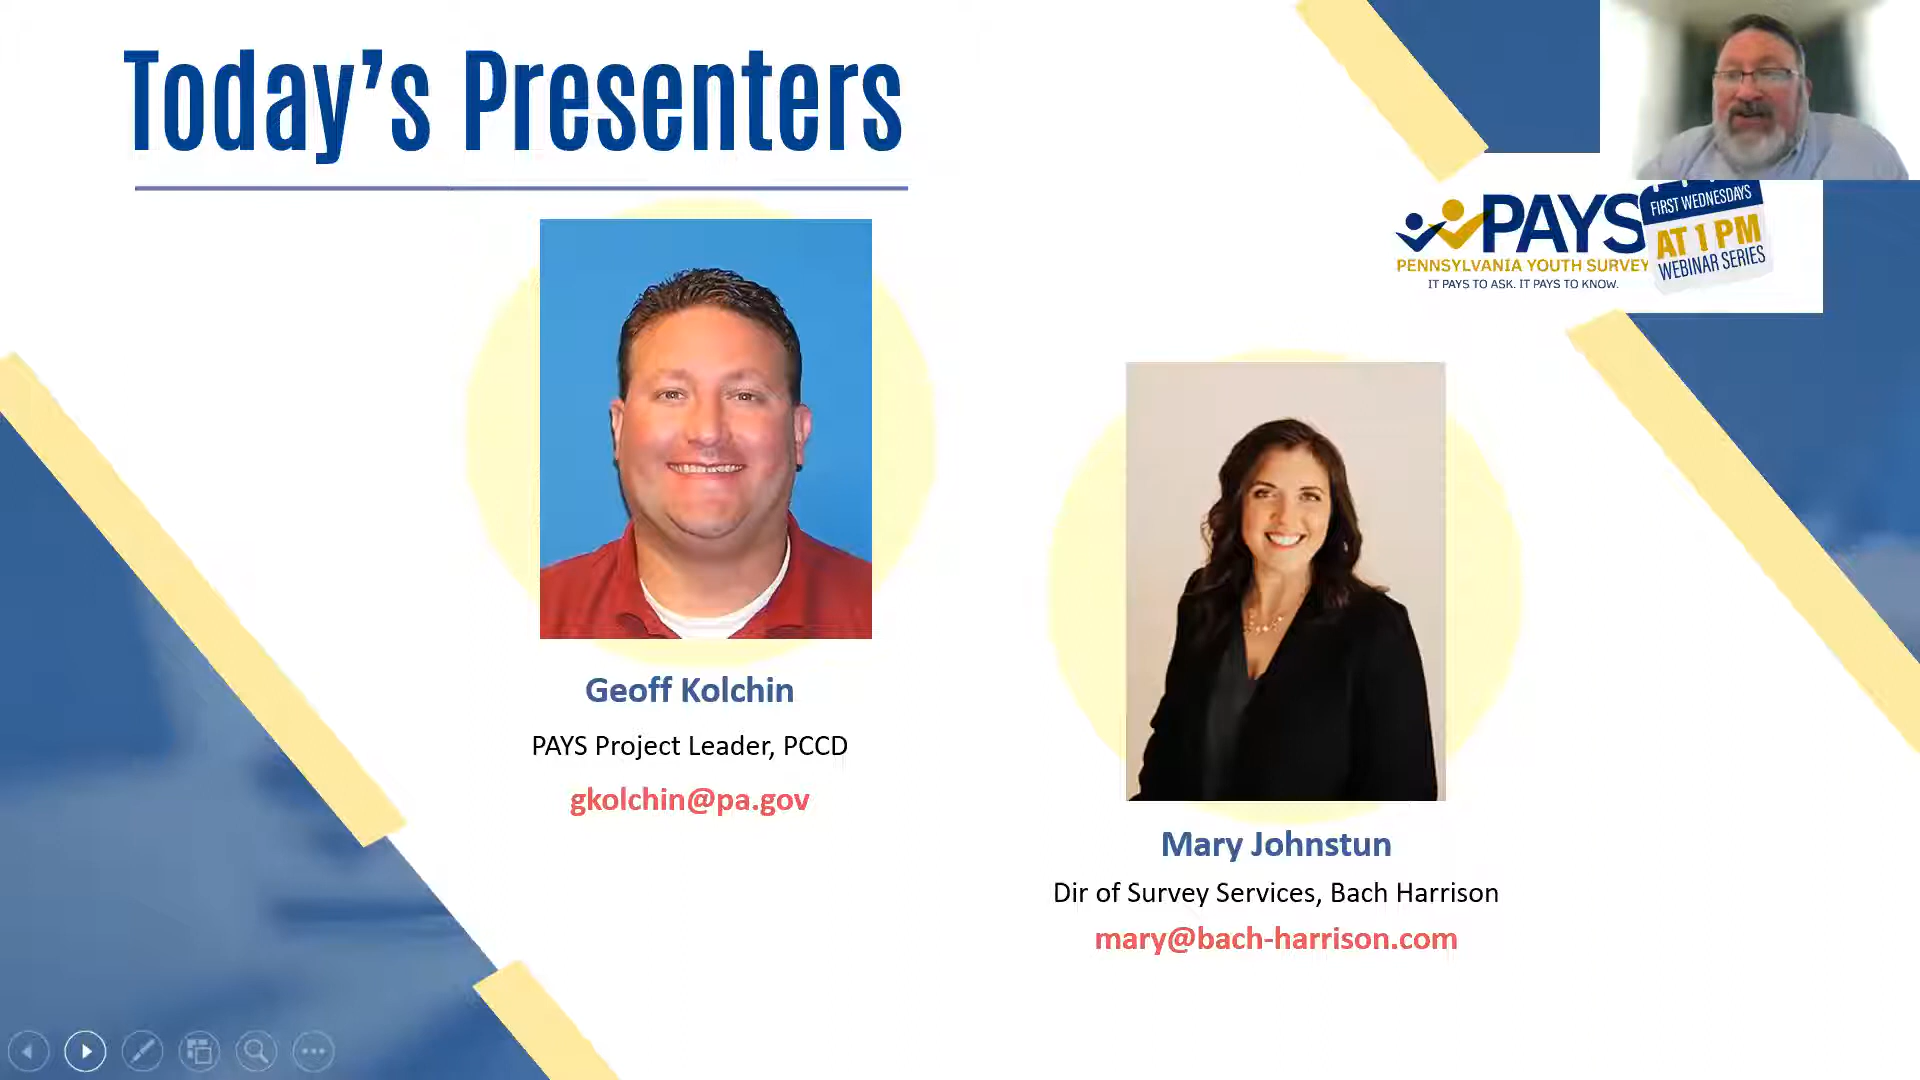 Today's Presenters
PAYS
PENNSYLVANIA YOUTH SURVEY
IT PAYS TO ASK. IT PAYS TO KNOW.
FIRST WEDNESDAYS
AT 1 PM
WEBINAR SERIES
Geoff Kolchin
PAYS Project Leader, PCCD
gkolchin@pa.gov
Mary Johnstun
Dir of Survey Services, Bach Harrison
mary@bach-harrison.com